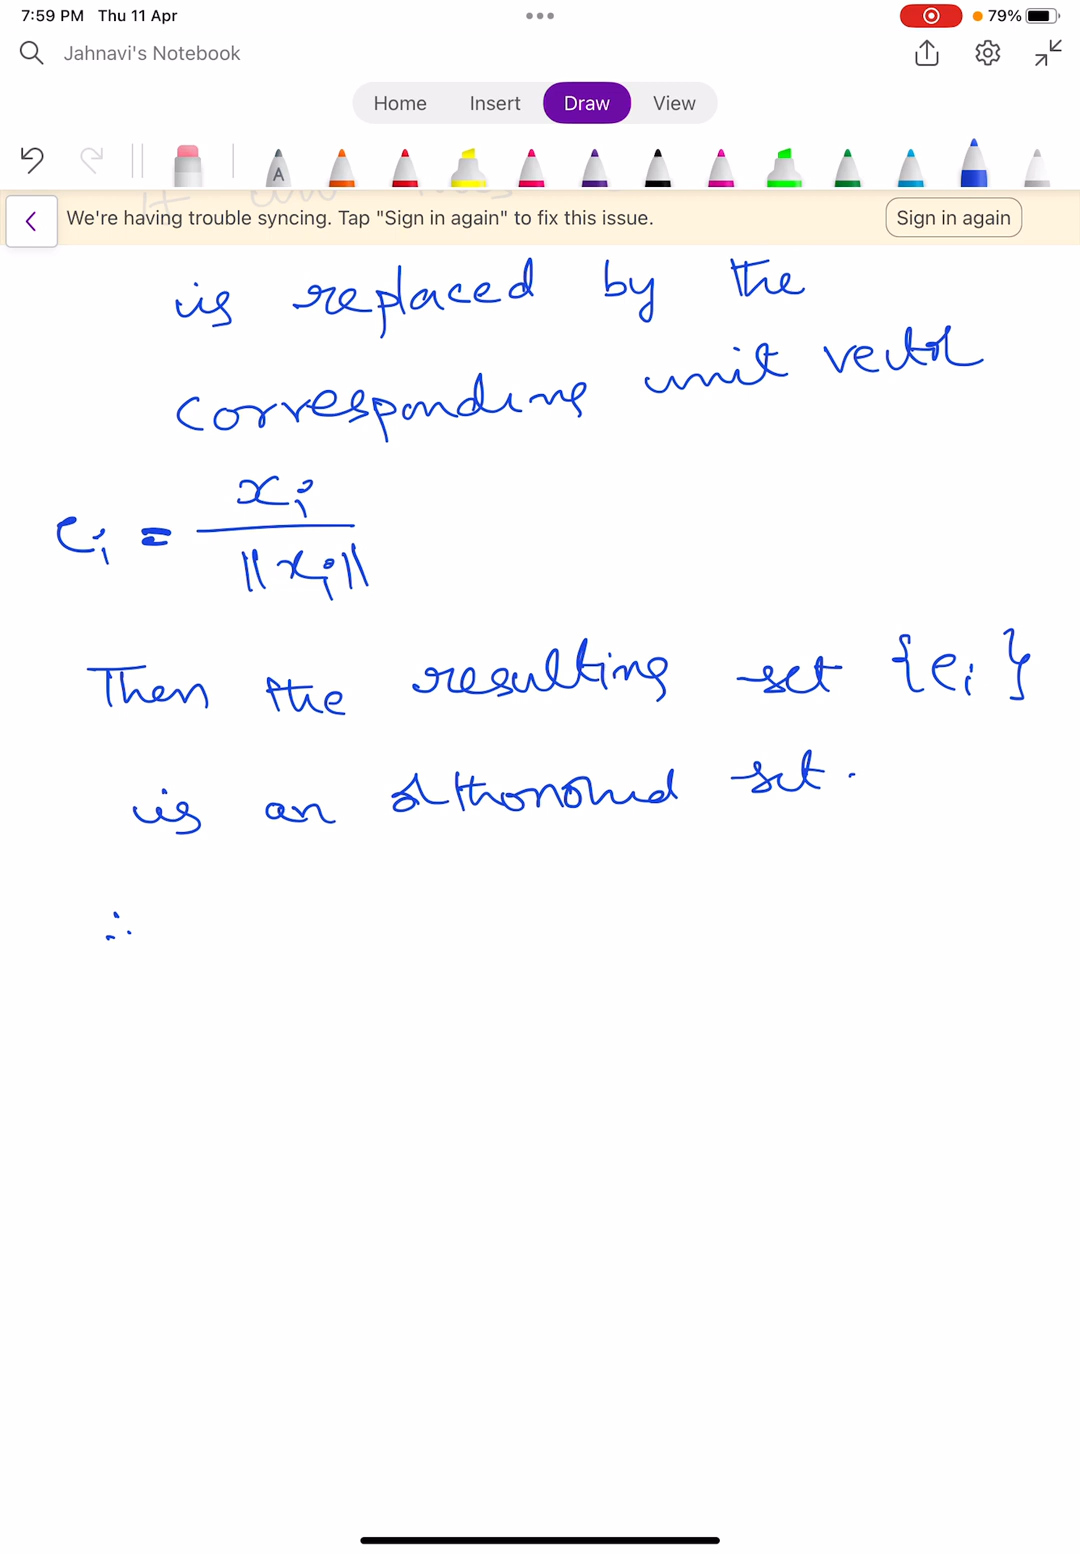 7:59 PM Thu 11 Apr
79%
Jahnavi's Notebook
Home Insert Draw View
A
We're having trouble syncing. Tap "Sign in again" to fix this issue. Sign in again
is replaced by the
corresponding unit vector
eᵢ = xᵢ / ||xᵢ||
Then the resulting set {eᵢ}
is an orthonormal set.
∴